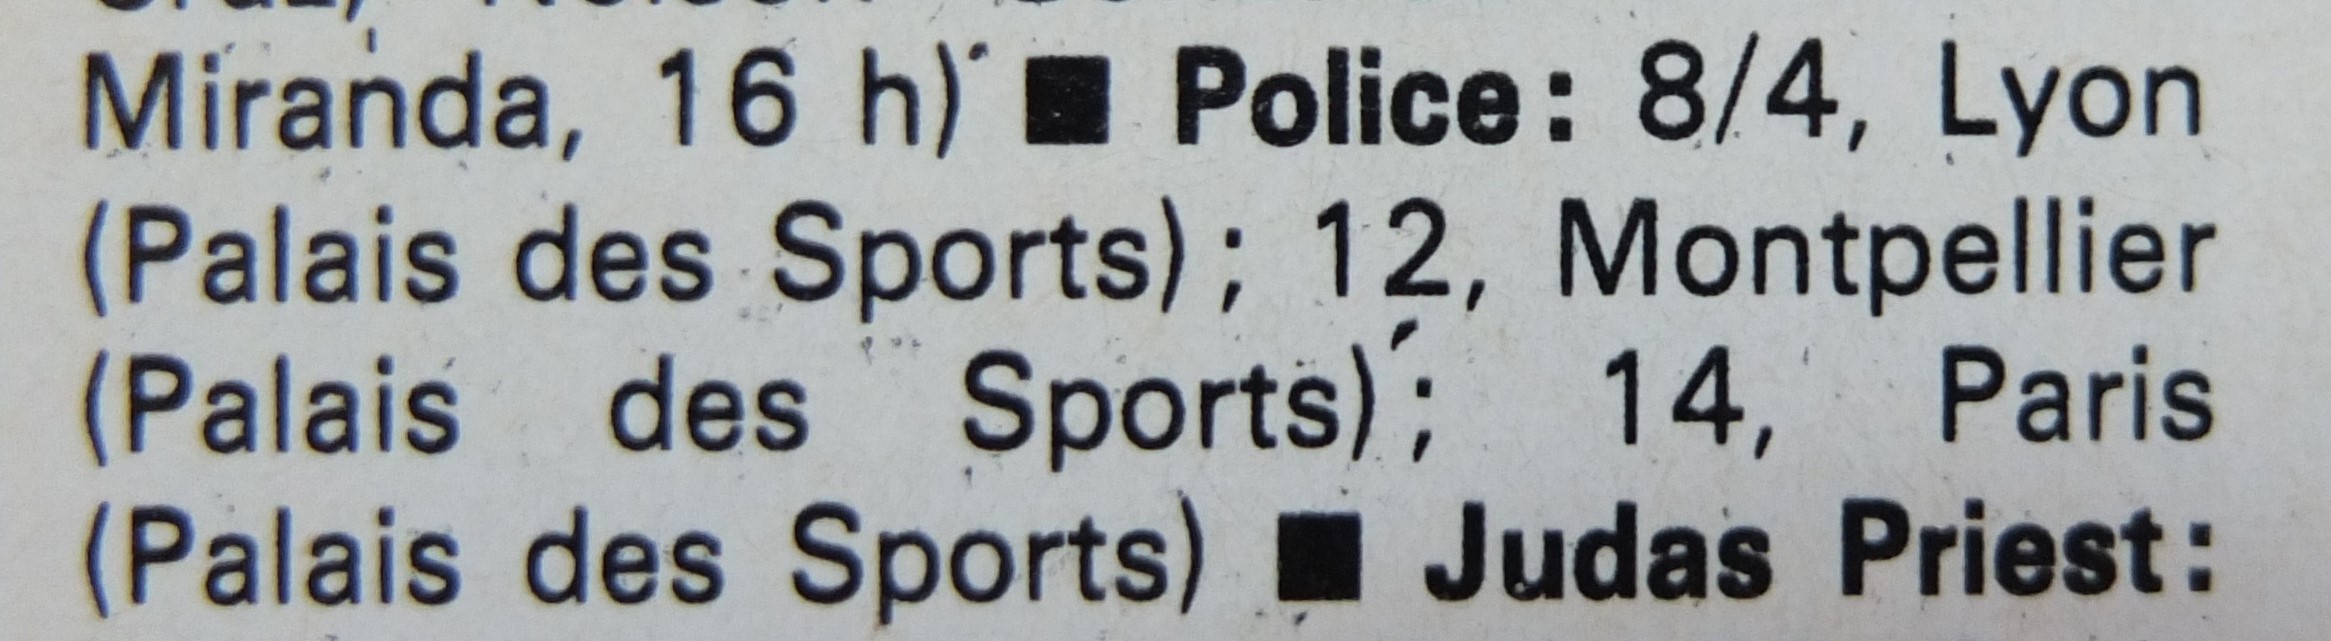 Miranda, 16 h) ■ Police : 8/4, Lyon
(Palais des Sports) ; 12, Montpellier
(Palais des Sports) ; 14, Paris
(Palais des Sports) ■ Judas Priest :